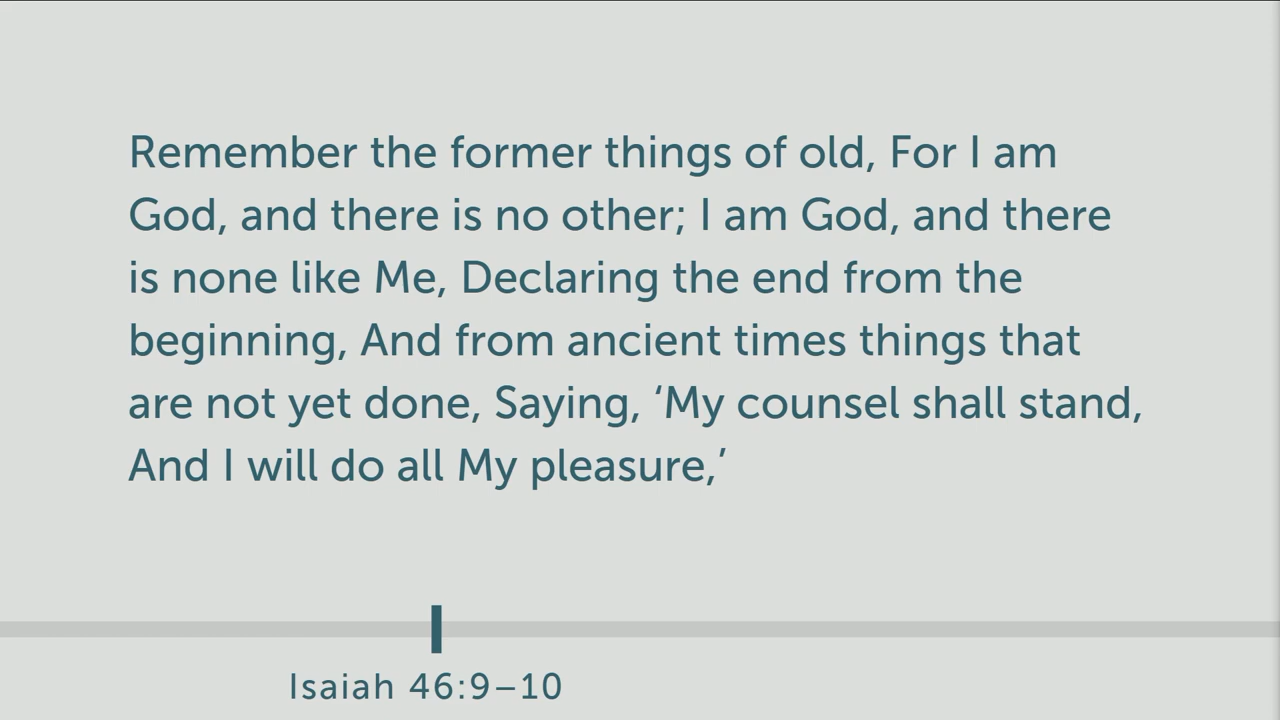 Remember the former things of old, For I am
God, and there is no other; I am God, and there
is none like Me, Declaring the end from the
beginning, And from ancient times things that
are not yet done, Saying, ‘My counsel shall stand,
And I will do all My pleasure,’
Isaiah 46:9–10